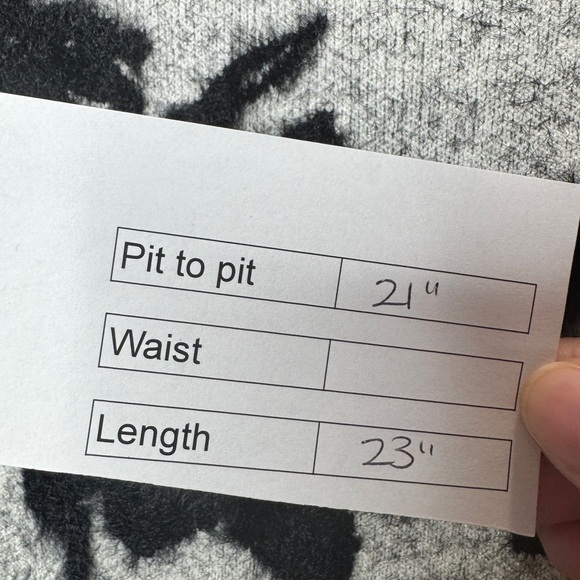 Pit to pit 21"
Waist
Length 23"